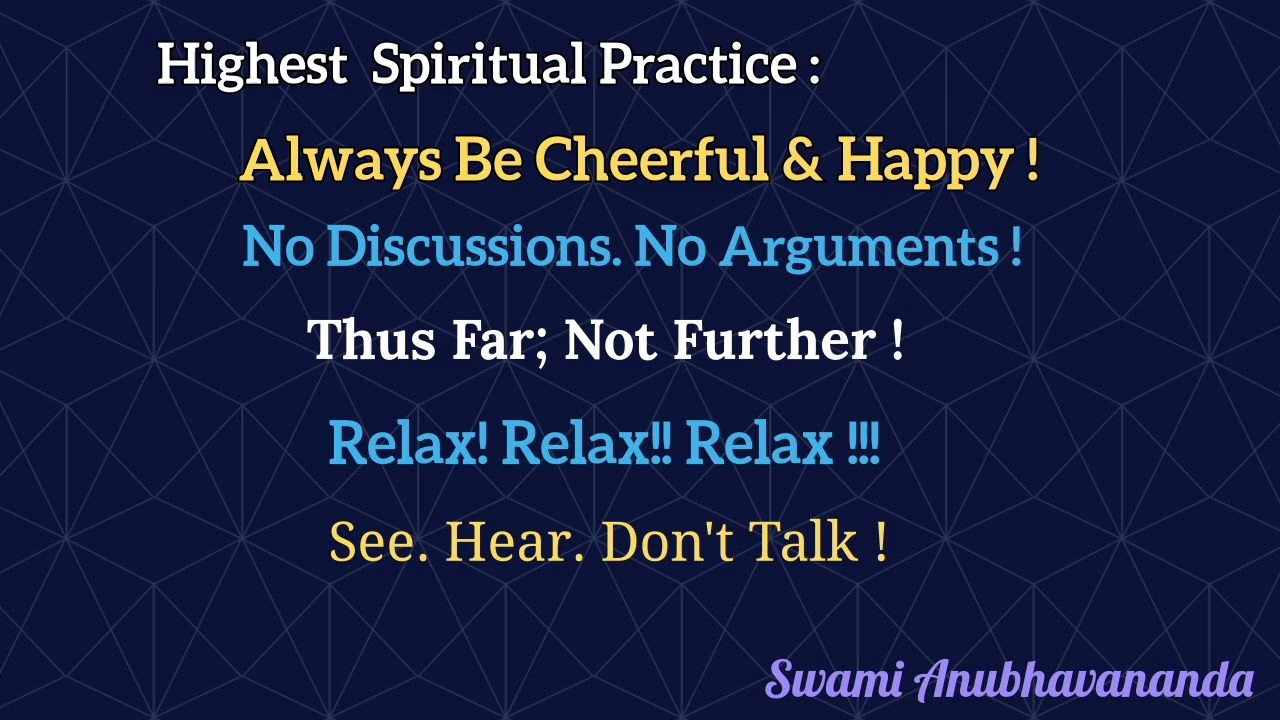 Highest Spiritual Practice :
Always Be Cheerful & Happy !
No Discussions. No Arguments !
Thus Far; Not Further !
Relax! Relax!! Relax !!!
See. Hear. Don't Talk !
Swami Anubhavananda